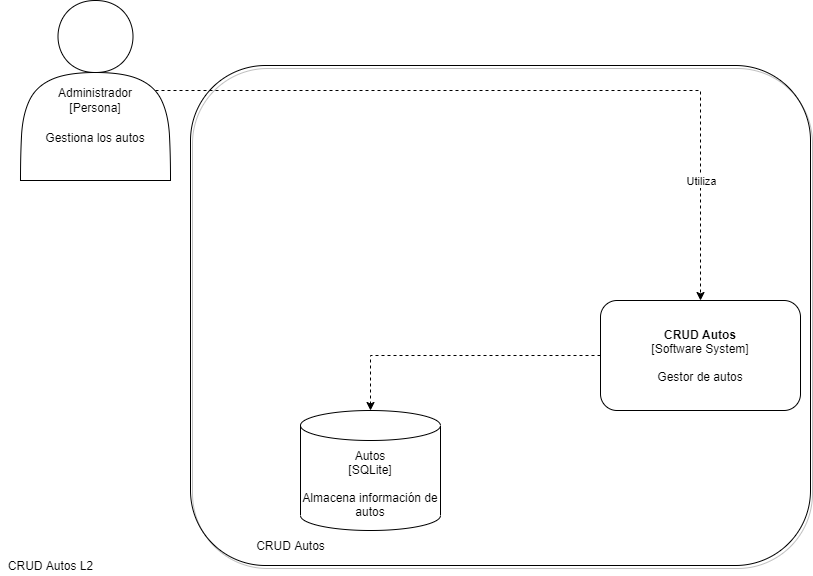 Administrador
[Persona]
Gestiona los autos
Utiliza
CRUD Autos
[Software System]
Gestor de autos
Autos
[SQLite]
Almacena información de
autos
CRUD Autos
CRUD Autos L2